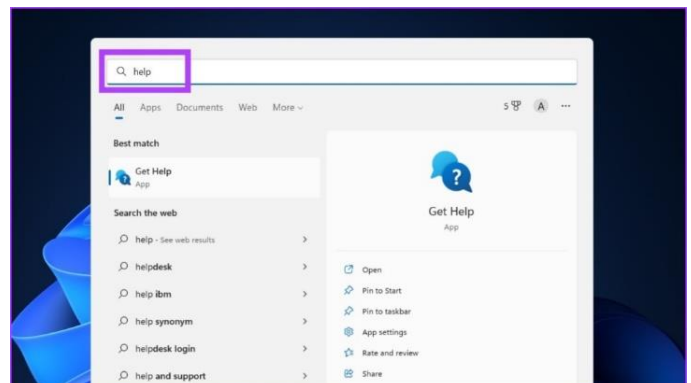 help
All Apps Documents Web More
5 A ...
Best match
Get Help
App
Search the web
help - See web results
helpdesk
help ibm
help synonym
helpdesk login
help and support
Get Help
App
Open
Pin to Start
Pin to taskbar
App settings
Rate and review
Share